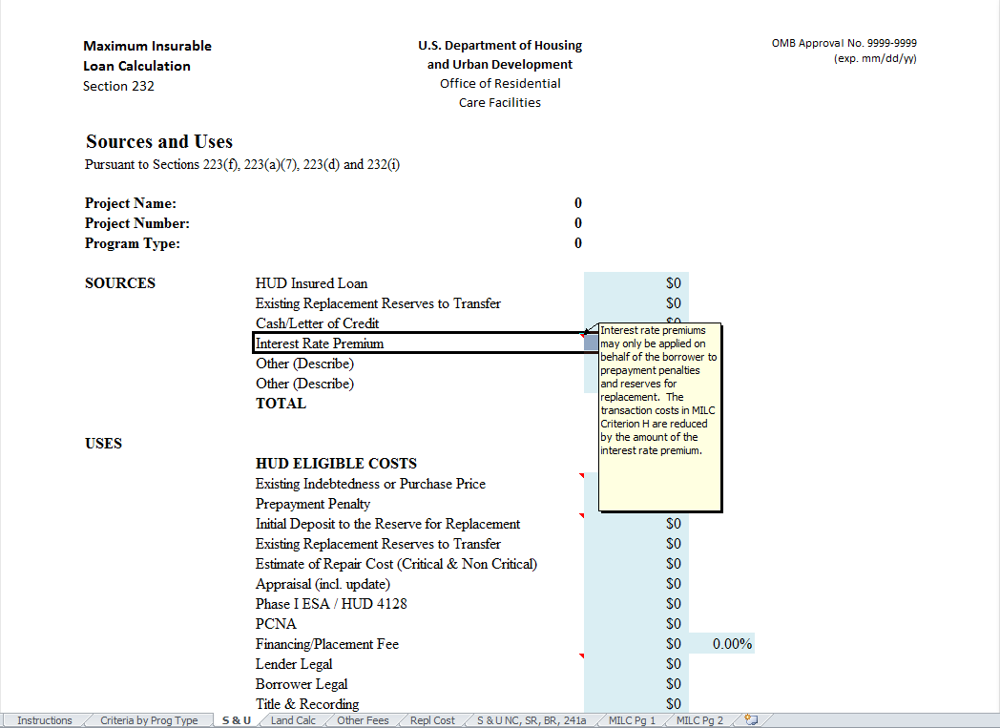 Maximum Insurable
Loan Calculation
Section 232
U.S. Department of Housing
and Urban Development
Office of Residential
Care Facilities
OMB Approval No. 9999-9999
(exp. mm/dd/yy)
Sources and Uses
Pursuant to Sections 223(f), 223(a)(7), 223(d) and 232(i)
Project Name: 0
Project Number: 0
Program Type: 0
SOURCES HUD Insured Loan $0
Existing Replacement Reserves to Transfer $0
Cash/Letter of Credit $0
Interest Rate Premium
Other (Describe)
Other (Describe)
TOTAL
Interest rate premiums
may only be applied on
behalf of the borrower to
prepayment penalties
and reserves for
replacement. The
transaction costs in MILC
Criterion H are reduced
by the amount of the
interest rate premium.
USES
HUD ELIGIBLE COSTS
Existing Indebtedness or Purchase Price
Prepayment Penalty
Initial Deposit to the Reserve for Replacement $0
Existing Replacement Reserves to Transfer $0
Estimate of Repair Cost (Critical & Non Critical) $0
Appraisal (incl. update) $0
Phase I ESA / HUD 4128 $0
PCNA $0
Financing/Placement Fee $0 0.00%
Lender Legal $0
Borrower Legal $0
Title & Recording $0
Instructions Criteria by Prog Type S & U Land Calc Other Fees Repl Cost S & U NC, SR, BR, 241a MILC Pg 1 MILC Pg 2